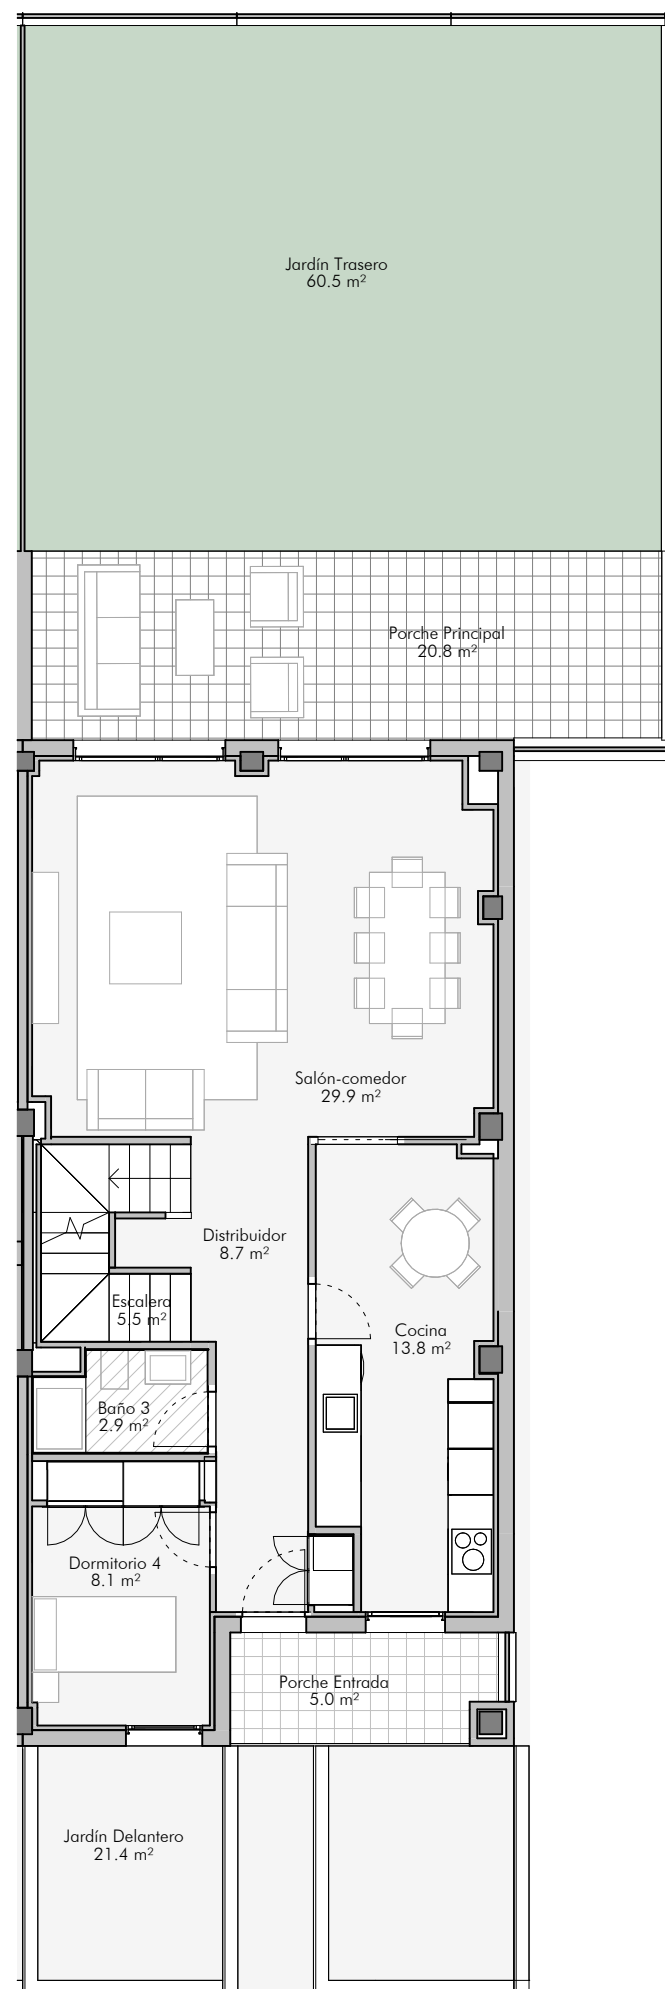 Jardín Trasero
60.5 m²
Porche Principal
20.8 m²
Salón-comedor
29.9 m²
Distribuidor
8.7 m²
Escalera
5.5 m²
Cocina
13.8 m²
Baño 3
2.9 m²
Dormitorio 4
8.1 m²
Porche Entrada
5.0 m²
Jardín Delantero
21.4 m²